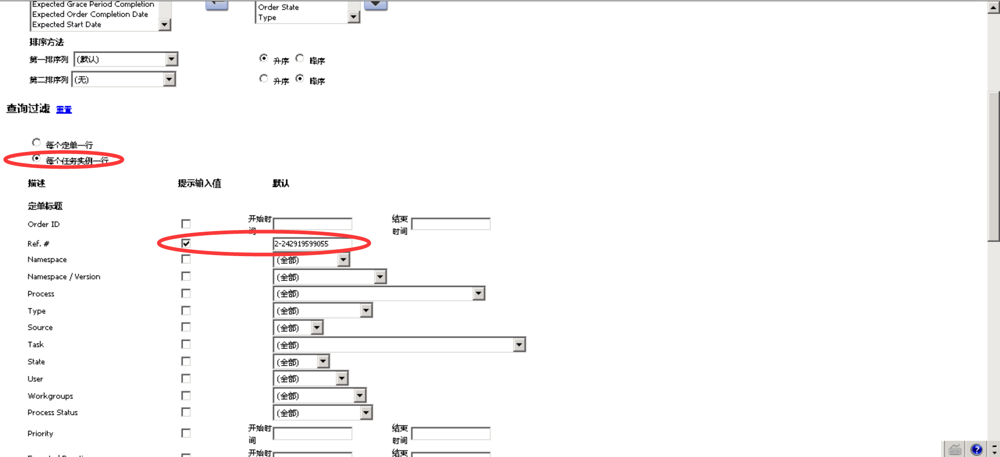 Expected Grace Period Completion
Expected Order Completion Date
Expected Start Date
Order State
Type
排序方法
第一排序列 (默认) 升序 降序
第二排序列 (无) 升序 降序
查询过滤 重置
每个定单一行
每个任务实例一行
描述 提示输入值 默认
定单标题
Order ID 开始时间 结束时间
Ref. # 2-242919599055
Namespace (全部)
Namespace / Version (全部)
Process (全部)
Type (全部)
Source (全部)
Task (全部)
State (全部)
User (全部)
Workgroups (全部)
Process Status (全部)
Priority 开始时间 结束时间
开始时 结束